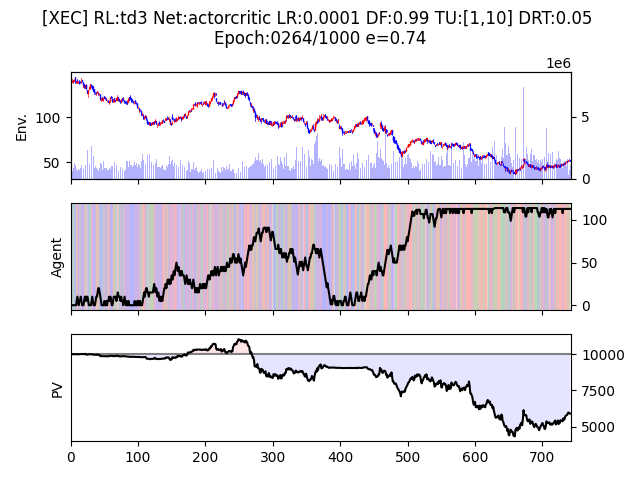 [XEC] RL:td3 Net:actorcritic LR:0.0001 DF:0.99 TU:[1,10] DRT:0.05
Epoch:0264/1000 e=0.74
1e6
Env.
100
50
5
0
Agent
100
50
0
PV
10000
7500
5000
0 100 200 300 400 500 600 700